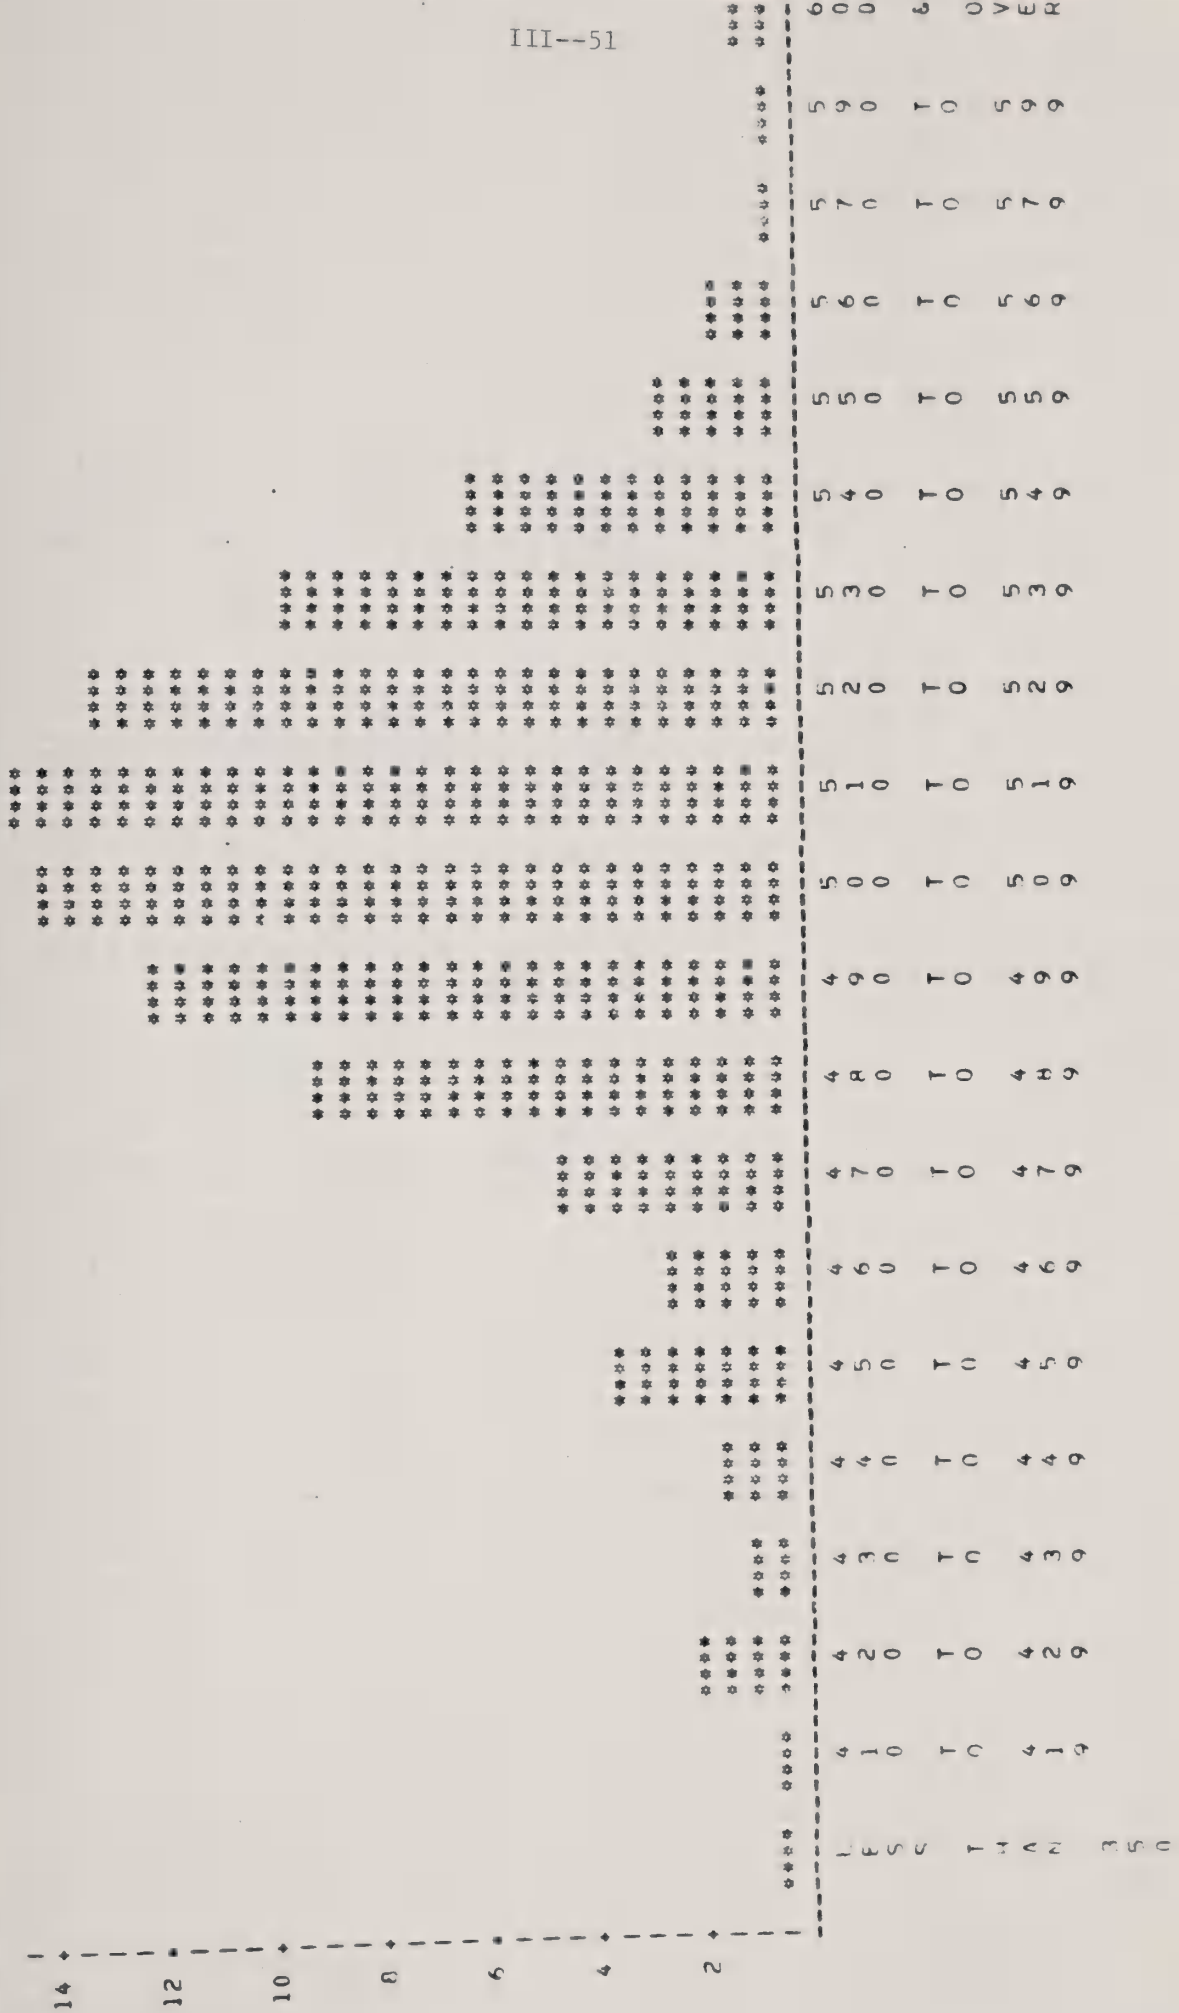 III--51
14
12
10
8
6
4
2
LESS THAN 350
410 TO 419
420 TO 429
430 TO 439
440 TO 449
450 TO 459
460 TO 469
470 TO 479
480 TO 489
490 TO 499
500 TO 509
510 TO 519
520 TO 529
530 TO 539
540 TO 549
550 TO 559
560 TO 569
570 TO 579
590 TO 599
600 & OVER